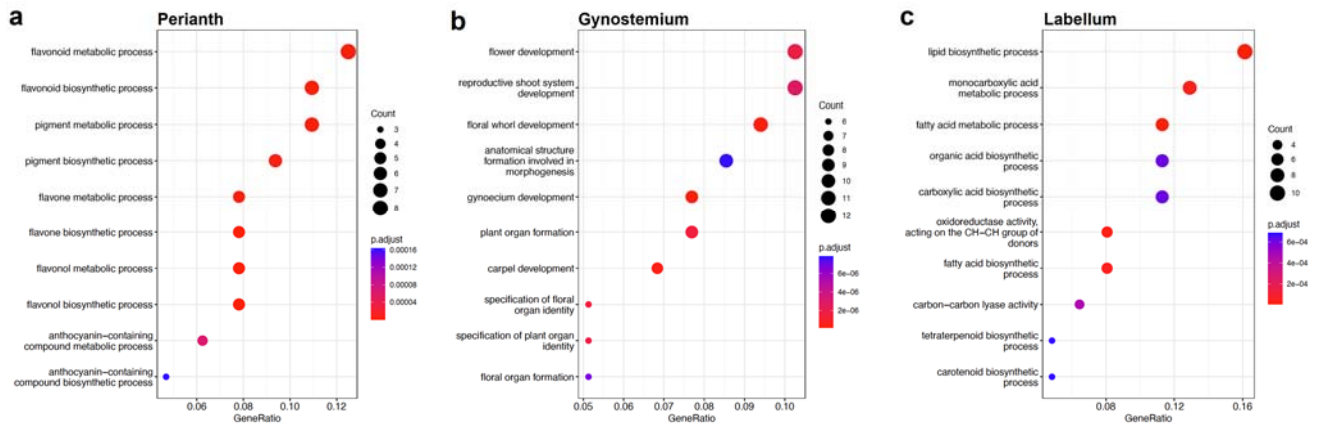 a
Perianth
flavonoid metabolic process
flavonoid biosynthetic process
pigment metabolic process
pigment biosynthetic process
flavone metabolic process
flavone biosynthetic process
flavonol metabolic process
flavonol biosynthetic process
anthocyanin−containing
compound metabolic process
anthocyanin−containing
compound biosynthetic process
0.06 0.08 0.10 0.12
GeneRatio
Count
3
4
5
6
7
8
p.adjust
0.00016
0.00012
0.00008
0.00004
b
Gynostemium
flower development
reproductive shoot system
development
floral whorl development
anatomical structure
formation involved in
morphogenesis
gynoecium development
plant organ formation
carpel development
specification of floral
organ identity
specification of plant organ
identity
floral organ formation
0.05 0.06 0.07 0.08 0.09 0.10
GeneRatio
Count
6
7
8
9
10
11
12
p.adjust
6e−06
4e−06
2e−06
c
Labellum
lipid biosynthetic process
monocarboxylic acid
metabolic process
fatty acid metabolic process
organic acid biosynthetic
process
carboxylic acid biosynthetic
process
oxidoreductase activity,
acting on the CH−CH group of
donors
fatty acid biosynthetic
process
carbon−carbon lyase activity
tetraterpenoid biosynthetic
process
carotenoid biosynthetic
process
0.08 0.12 0.16
GeneRatio
Count
4
6
8
10
p.adjust
6e−04
4e−04
2e−04